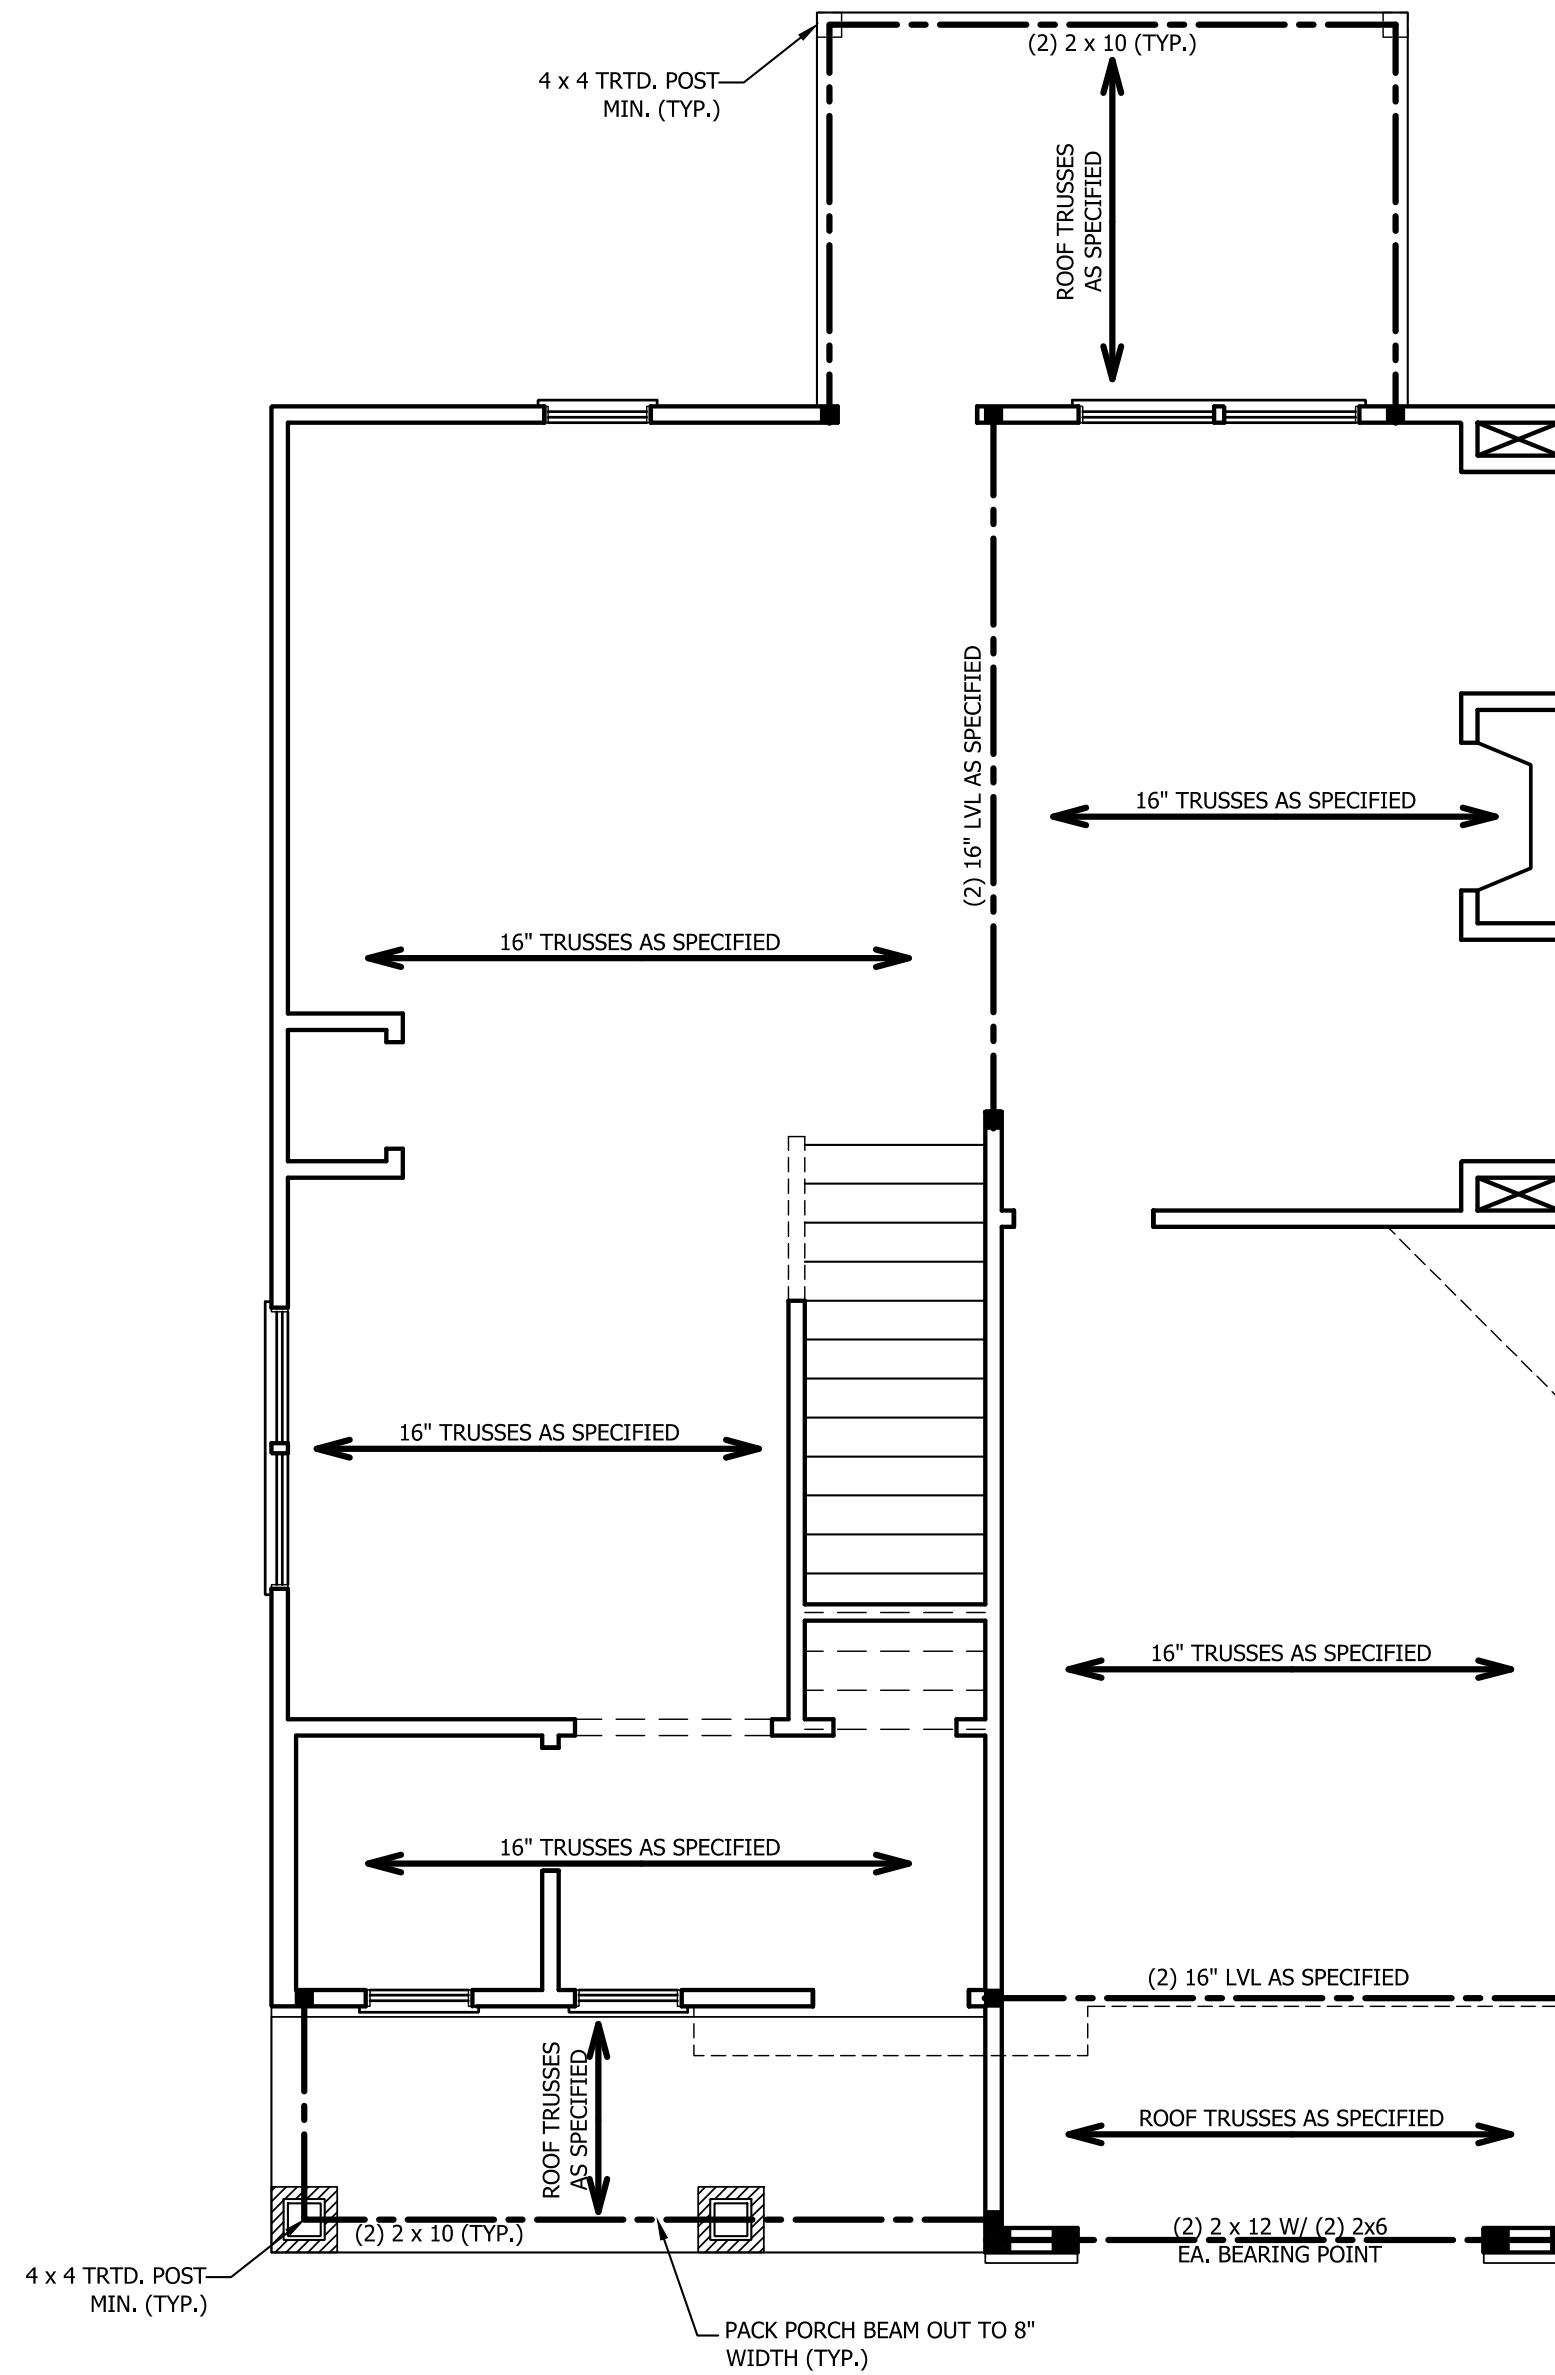 (2) 2 x 10 (TYP.)
4 x 4 TRTD. POST
MIN. (TYP.)
ROOF TRUSSES
AS SPECIFIED
(2) 16" LVL AS SPECIFIED
16" TRUSSES AS SPECIFIED
16" TRUSSES AS SPECIFIED
16" TRUSSES AS SPECIFIED
16" TRUSSES AS SPECIFIED
16" TRUSSES AS SPECIFIED
(2) 16" LVL AS SPECIFIED
ROOF TRUSSES
AS SPECIFIED
ROOF TRUSSES AS SPECIFIED
(2) 2 x 10 (TYP.)
(2) 2 x 12 W/ (2) 2x6
EA. BEARING POINT
4 x 4 TRTD. POST
MIN. (TYP.)
PACK PORCH BEAM OUT TO 8"
WIDTH (TYP.)